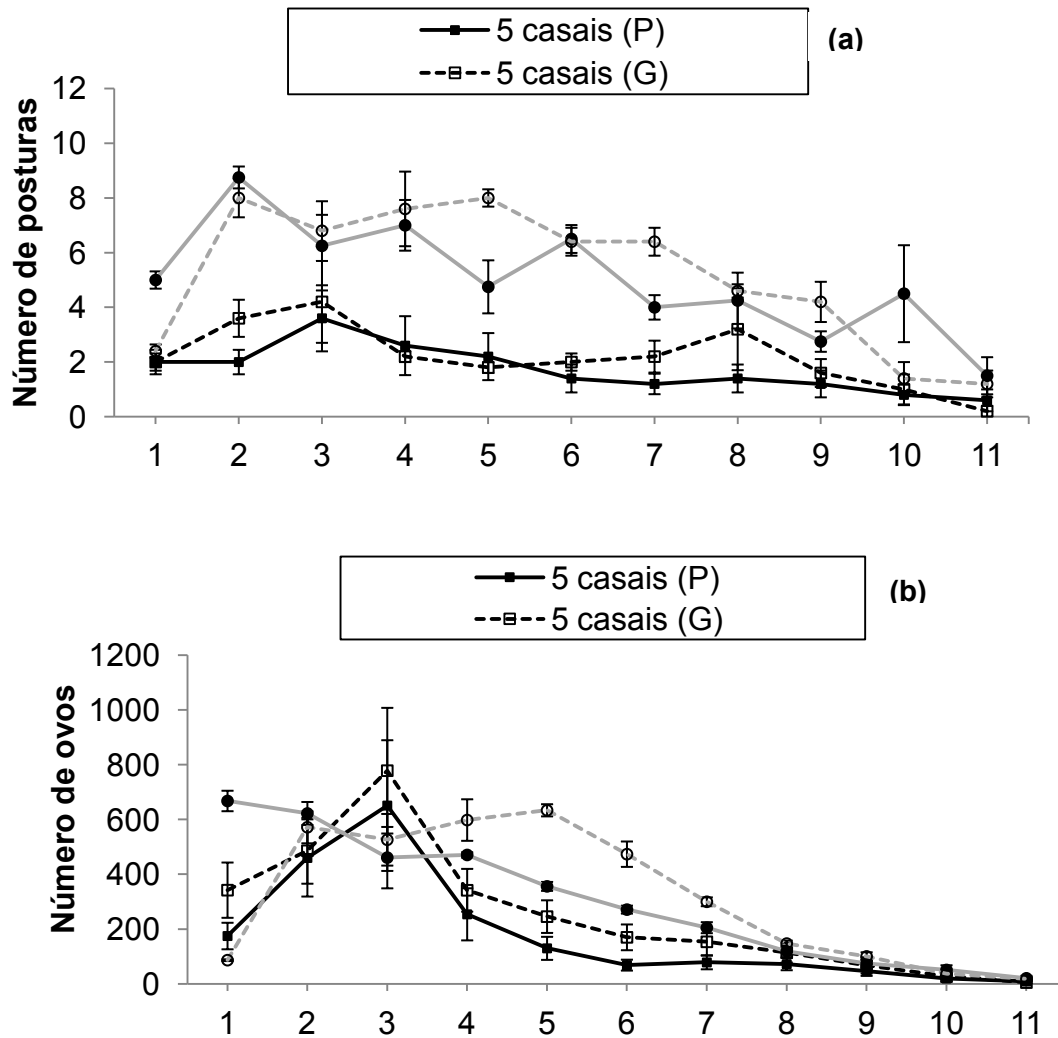 5 casais (P)
5 casais (G)
(a)
Número de posturas
12
10
8
6
4
2
0
1 2 3 4 5 6 7 8 9 10 11
5 casais (P)
5 casais (G)
(b)
Número de ovos
1200
1000
800
600
400
200
0
1 2 3 4 5 6 7 8 9 10 11